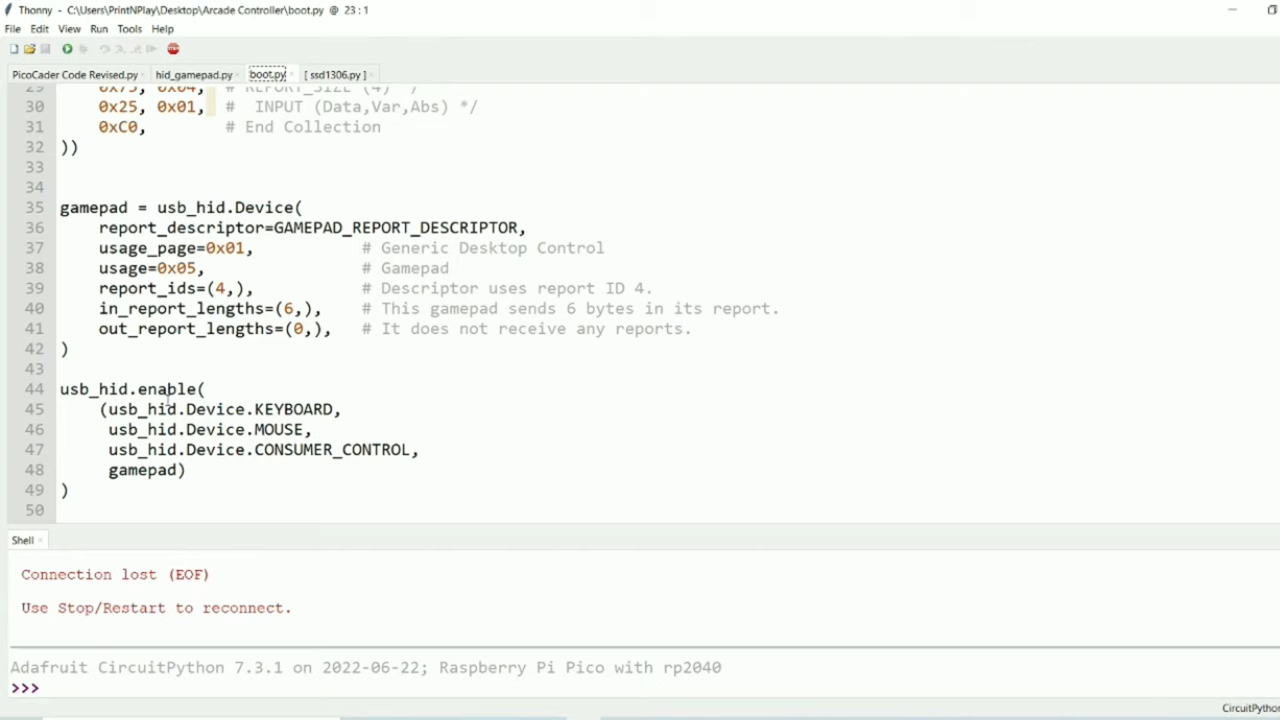 Thonny - C:\Users\PrintNPlay\Desktop\Arcade Controller\boot.py @ 23 : 1
File Edit View Run Tools Help
PicoCader Code Revised.py hid_gamepad.py boot.py [ ssd1306.py ]
29 0x75, 0x04, # REPORT_SIZE (4) /
30 0x25, 0x01, # INPUT (Data,Var,Abs) */
31 0xC0, # End Collection
32 ))
33
34
35 gamepad = usb_hid.Device(
36 report_descriptor=GAMEPAD_REPORT_DESCRIPTOR,
37 usage_page=0x01, # Generic Desktop Control
38 usage=0x05, # Gamepad
39 report_ids=(4,), # Descriptor uses report ID 4.
40 in_report_lengths=(6,), # This gamepad sends 6 bytes in its report.
41 out_report_lengths=(0,), # It does not receive any reports.
42 )
43
44 usb_hid.enable(
45 (usb_hid.Device.KEYBOARD,
46 usb_hid.Device.MOUSE,
47 usb_hid.Device.CONSUMER_CONTROL,
48 gamepad)
49 )
50
Shell
Connection lost (EOF)
Use Stop/Restart to reconnect.
Adafruit CircuitPython 7.3.1 on 2022-06-22; Raspberry Pi Pico with rp2040
>>>
CircuitPython